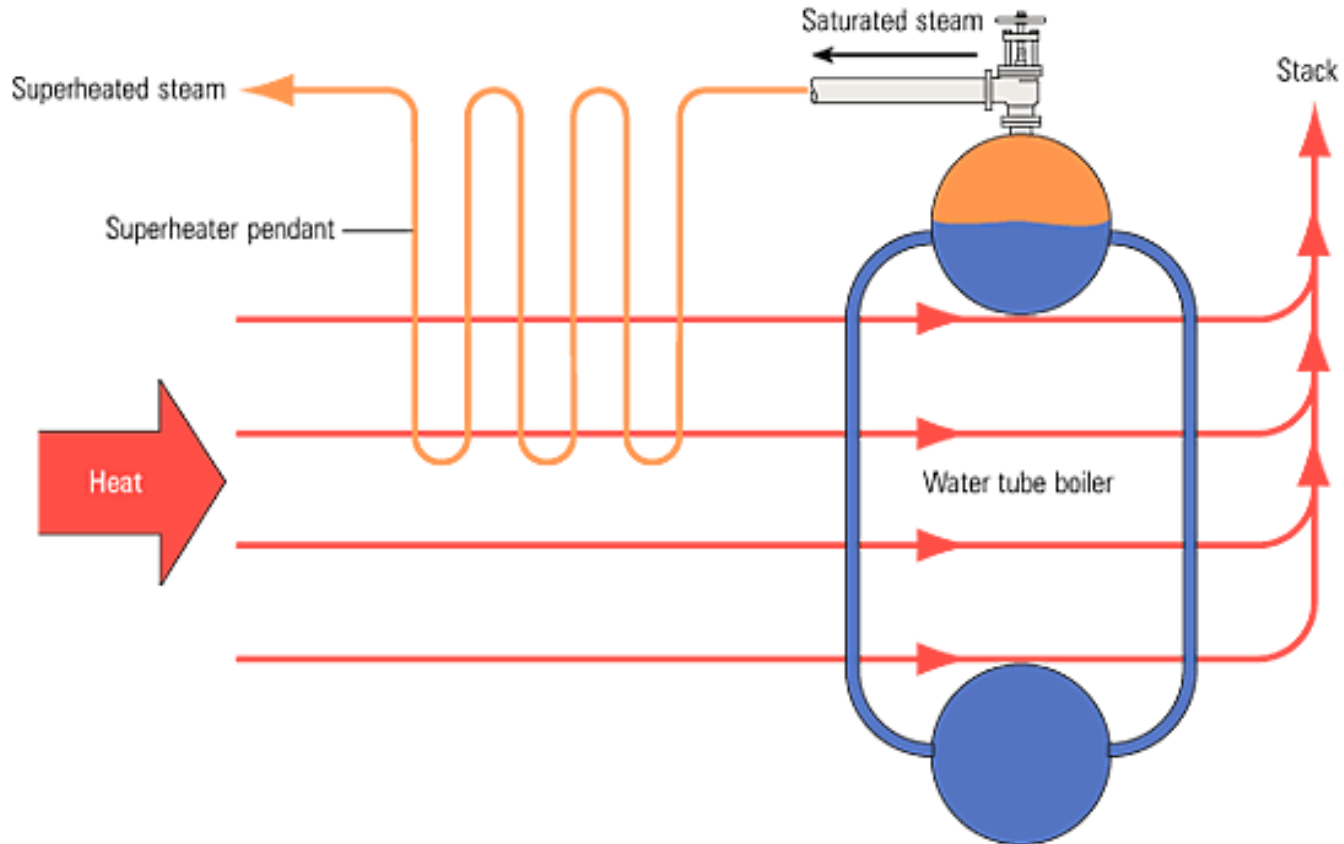 Saturated steam
Stack
Superheated steam
Superheater pendant
Heat
Water tube boiler